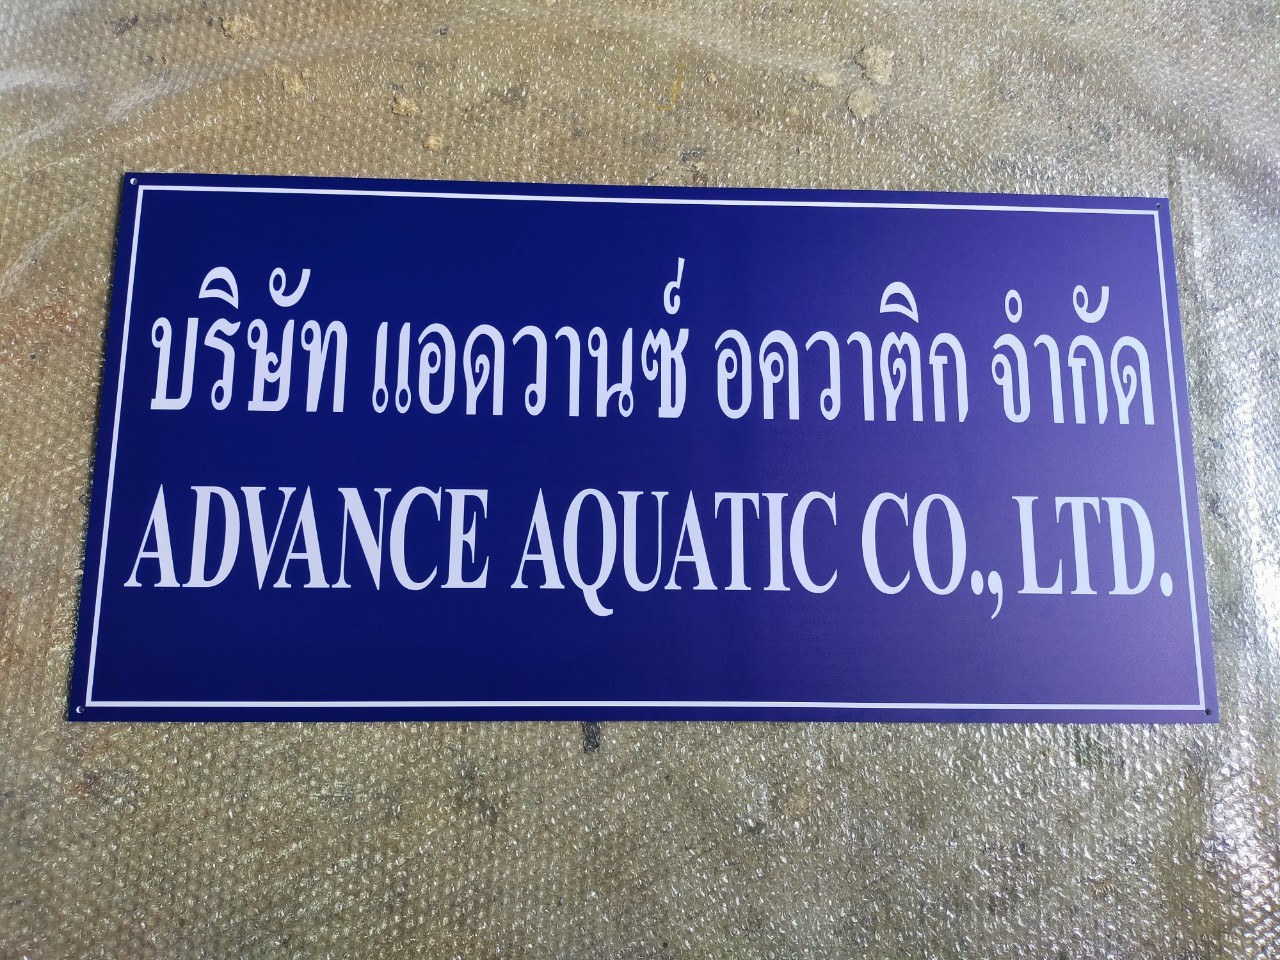 บริษัท แอดวานซ์ อควาติก จำกัด
ADVANCE AQUATIC CO., LTD.